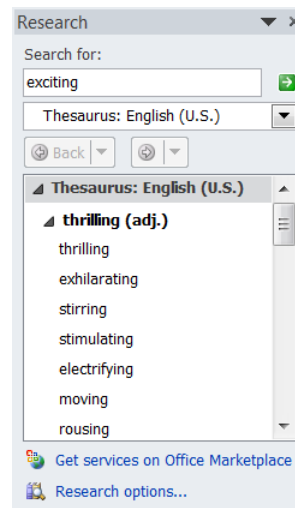 Research
Search for:
exciting
Thesaurus: English (U.S.)
Back
Thesaurus: English (U.S.)
thrilling (adj.)
thrilling
exhilarating
stirring
stimulating
electrifying
moving
rousing
Get services on Office Marketplace
Research options...